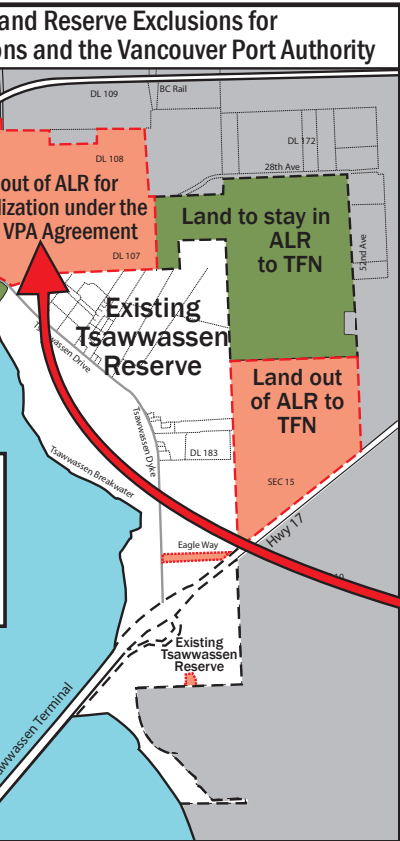 and Reserve Exclusions for
ons and the Vancouver Port Authority
DL 109
BC Rail
DL 172
DL 108
28th Ave
out of ALR for
lization under the
VPA Agreement
DL 107
Land to stay in
ALR
to TFN
52nd Ave
Existing
Tsawwassen
Reserve
Tsawwassen Drive
Land out
of ALR to
TFN
Tsawwassen Dyke
DL 183
SEC 15
Tsawwassen Breakwater
Hwy 17
Eagle Way
10
Existing
Tsawwassen
Reserve
awwassen Terminal